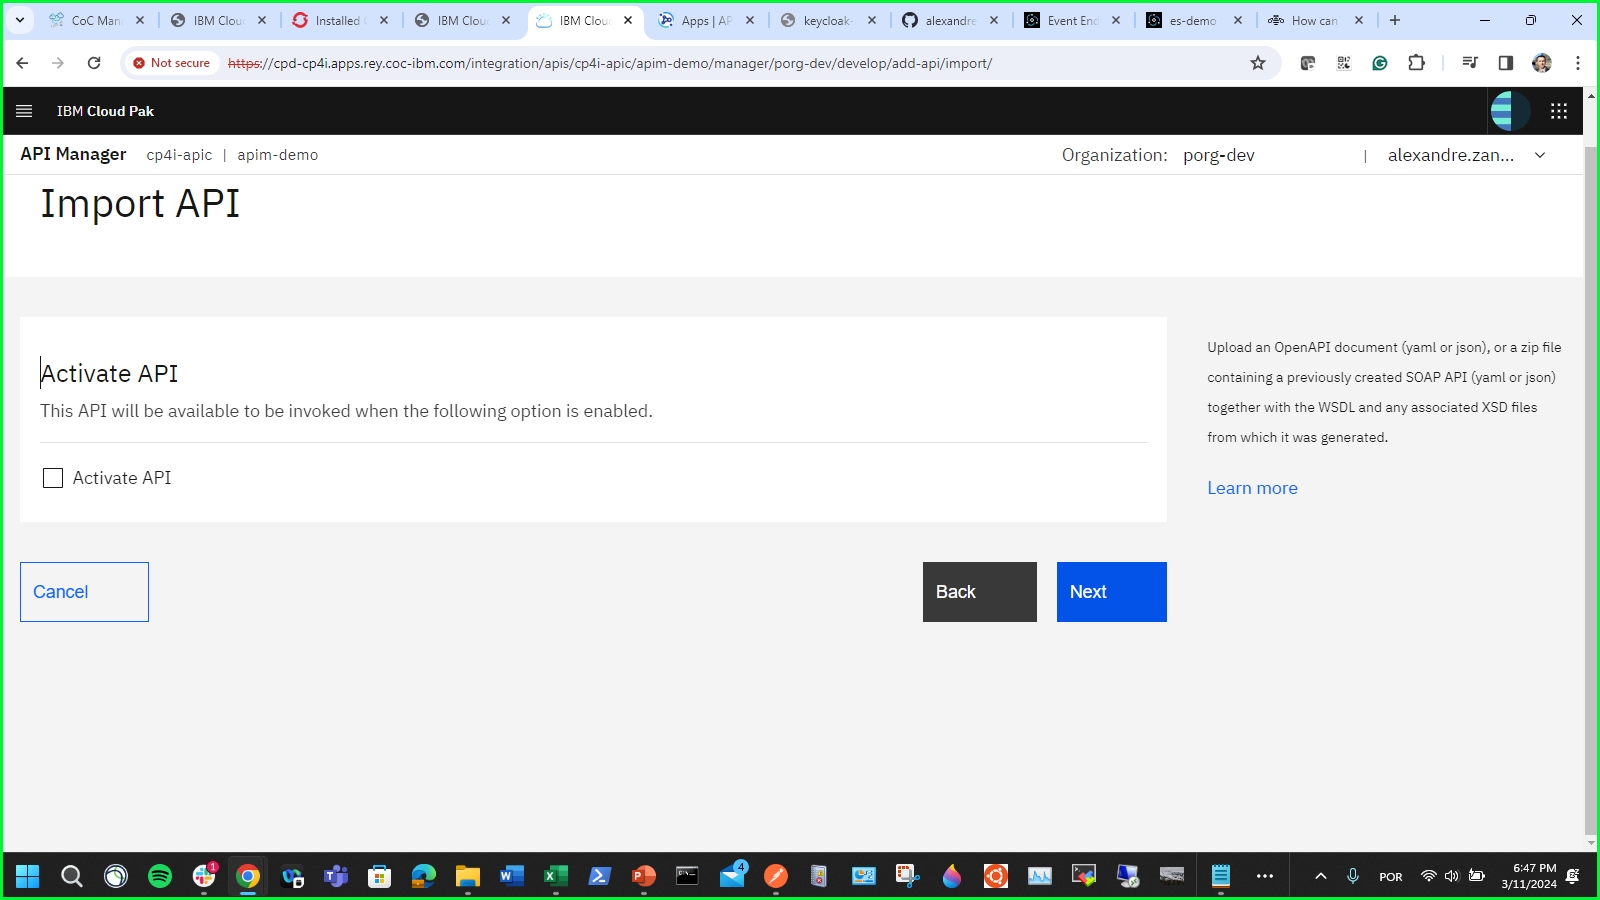 CoC Man
IBM Clou
Installed
IBM Clou
IBM Clou
Apps | AP
keycloak-
alexandre
Event End
es-demo
How can
Not secure
https://cpd-cp4i.apps.rey.coc-ibm.com/integration/apis/cp4i-apic/apim-demo/manager/porg-dev/develop/add-api/import/
IBM Cloud Pak
API Manager cp4i-apic | apim-demo
Organization: porg-dev | alexandre.zan...
Import API
Activate API
This API will be available to be invoked when the following option is enabled.
Activate API
Upload an OpenAPI document (yaml or json), or a zip file
containing a previously created SOAP API (yaml or json)
together with the WSDL and any associated XSD files
from which it was generated.
Learn more
Cancel
Back
Next
1
4
POR
6:47 PM
3/11/2024